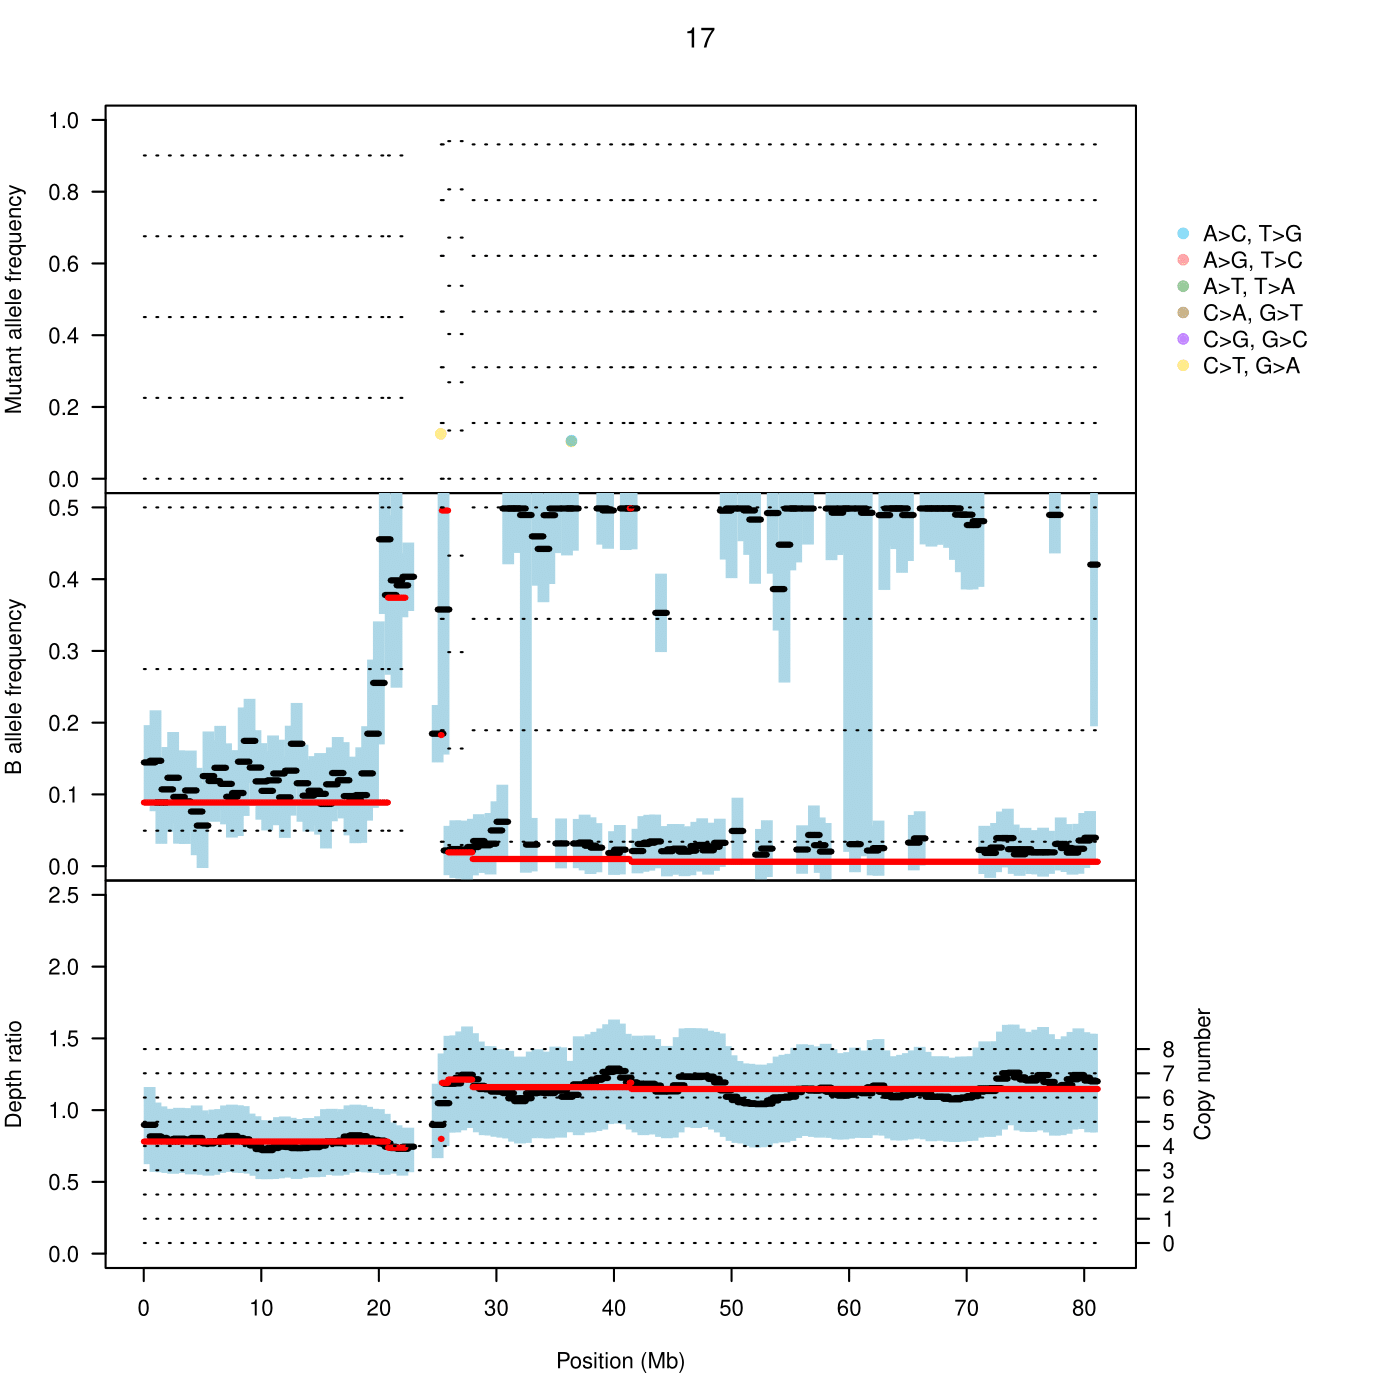 17
Mutant allele frequency
1.0
0.8
0.6
0.4
0.2
0.0
A>C, T>G
A>G, T>C
A>T, T>A
C>A, G>T
C>G, G>C
C>T, G>A
B allele frequency
0.5
0.4
0.3
0.2
0.1
0.0
Depth ratio
2.5
2.0
1.5
1.0
0.5
0.0
8
7
6
5
4
3
2
1
0
Copy number
0 10 20 30 40 50 60 70 80
Position (Mb)